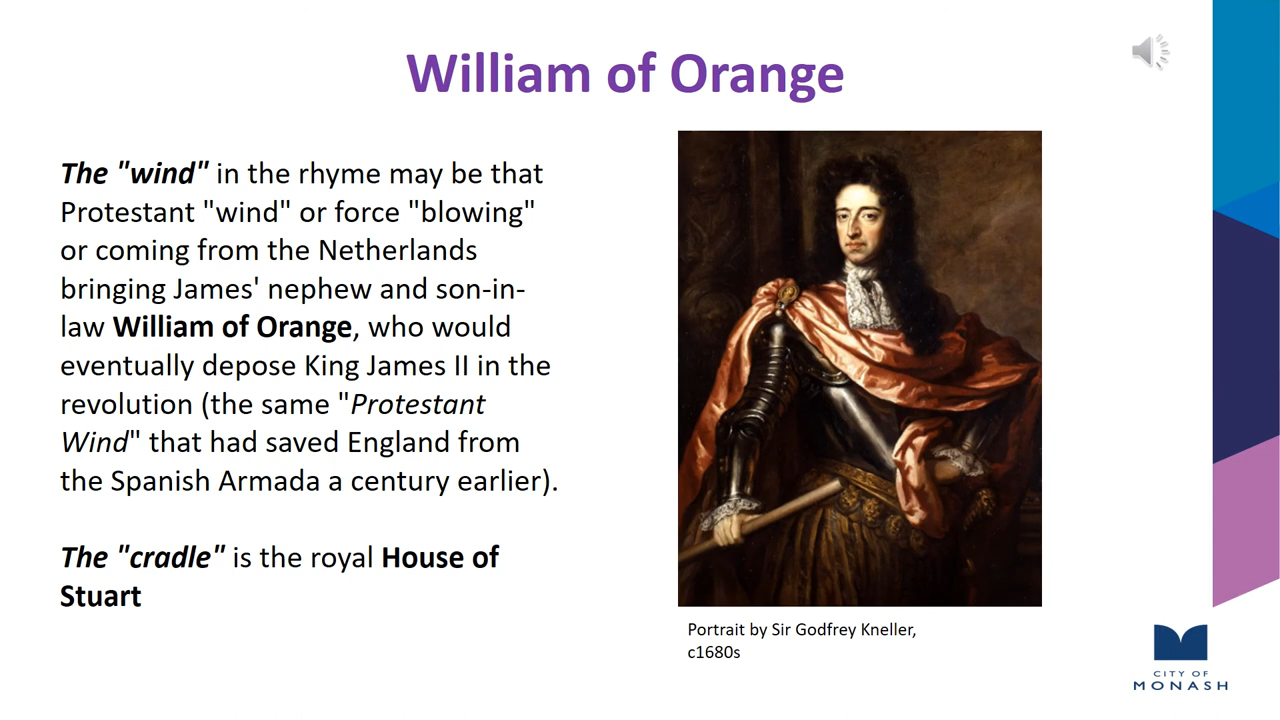 William of Orange
The "wind" in the rhyme may be that
Protestant "wind" or force "blowing"
or coming from the Netherlands
bringing James' nephew and son-in-
law William of Orange, who would
eventually depose King James II in the
revolution (the same "Protestant
Wind" that had saved England from
the Spanish Armada a century earlier).
The "cradle" is the royal House of
Stuart
Portrait by Sir Godfrey Kneller,
c1680s
CITY OF
MONASH